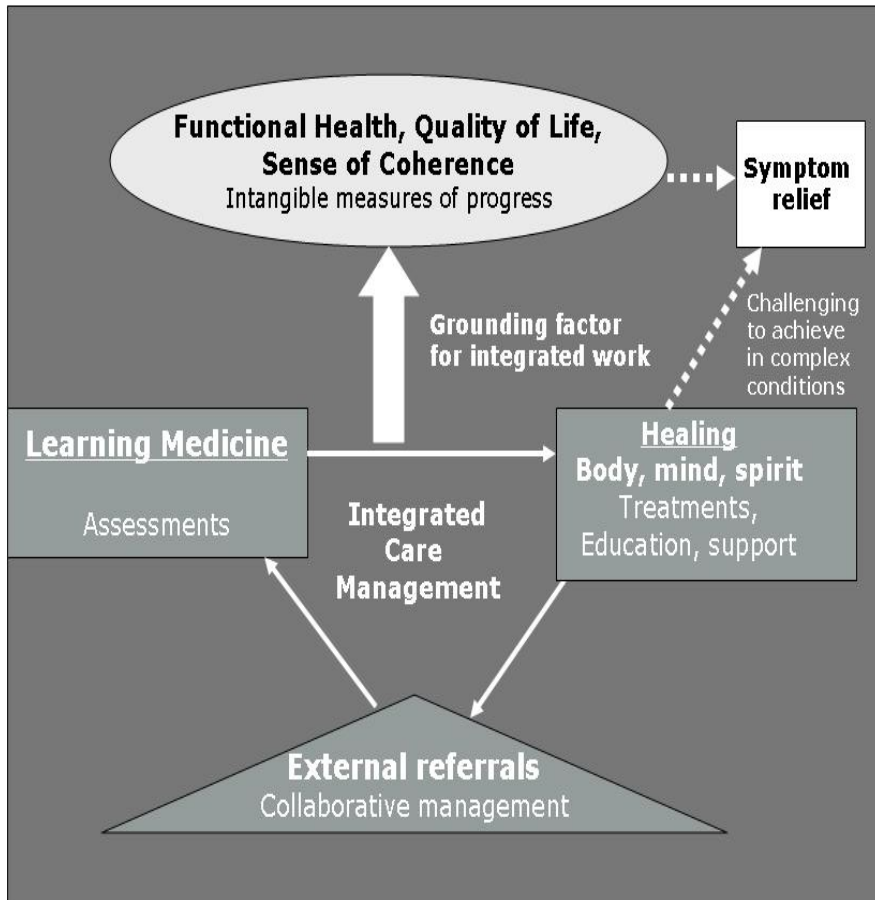 Functional Health, Quality of Life,
Sense of Coherence
Intangible measures of progress
Symptom
relief
Grounding factor
for integrated work
Challenging
to achieve
in complex
conditions
Learning Medicine
Assessments
Healing
Body, mind, spirit
Treatments,
Education, support
Integrated
Care
Management
External referrals
Collaborative management